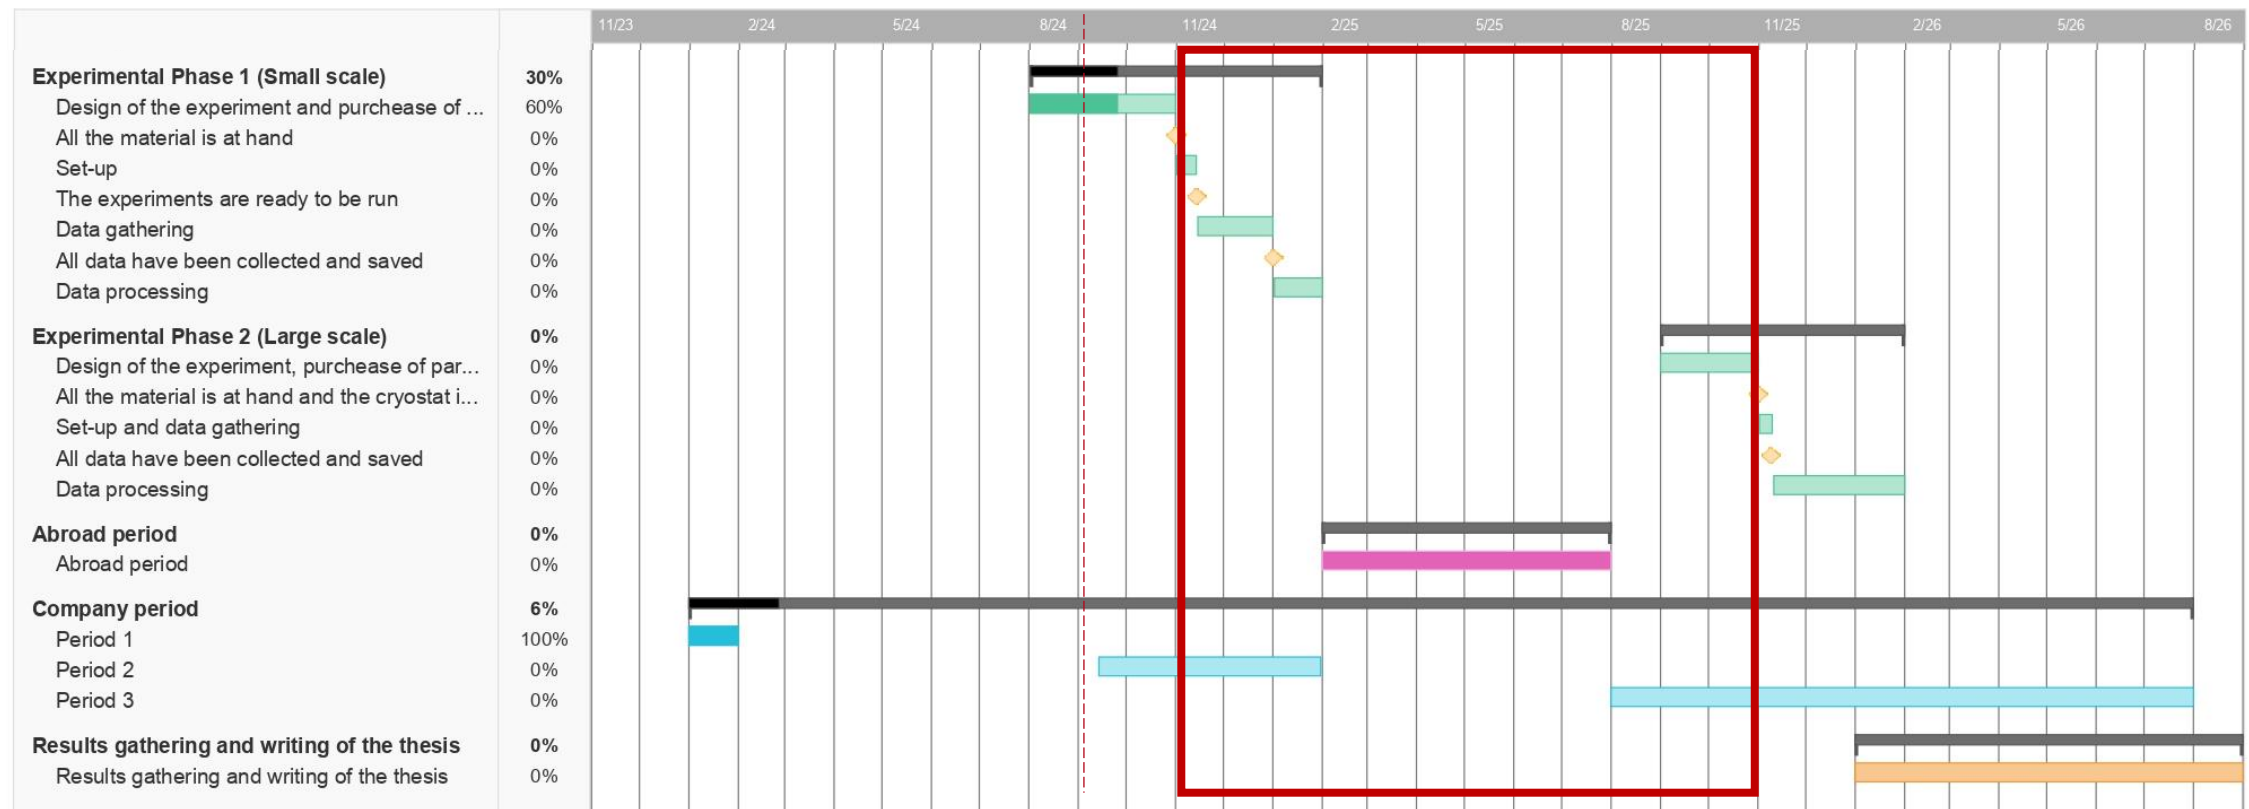 11/23 2/24 5/24 8/24 11/24 2/25 5/25 8/25 11/25 2/26 5/26 8/26
Experimental Phase 1 (Small scale) 30%
Design of the experiment and purchease of ... 60%
All the material is at hand 0%
Set-up 0%
The experiments are ready to be run 0%
Data gathering 0%
All data have been collected and saved 0%
Data processing 0%
Experimental Phase 2 (Large scale) 0%
Design of the experiment, purchease of par... 0%
All the material is at hand and the cryostat i... 0%
Set-up and data gathering 0%
All data have been collected and saved 0%
Data processing 0%
Abroad period 0%
Abroad period 0%
Company period 6%
Period 1 100%
Period 2 0%
Period 3 0%
Results gathering and writing of the thesis 0%
Results gathering and writing of the thesis 0%